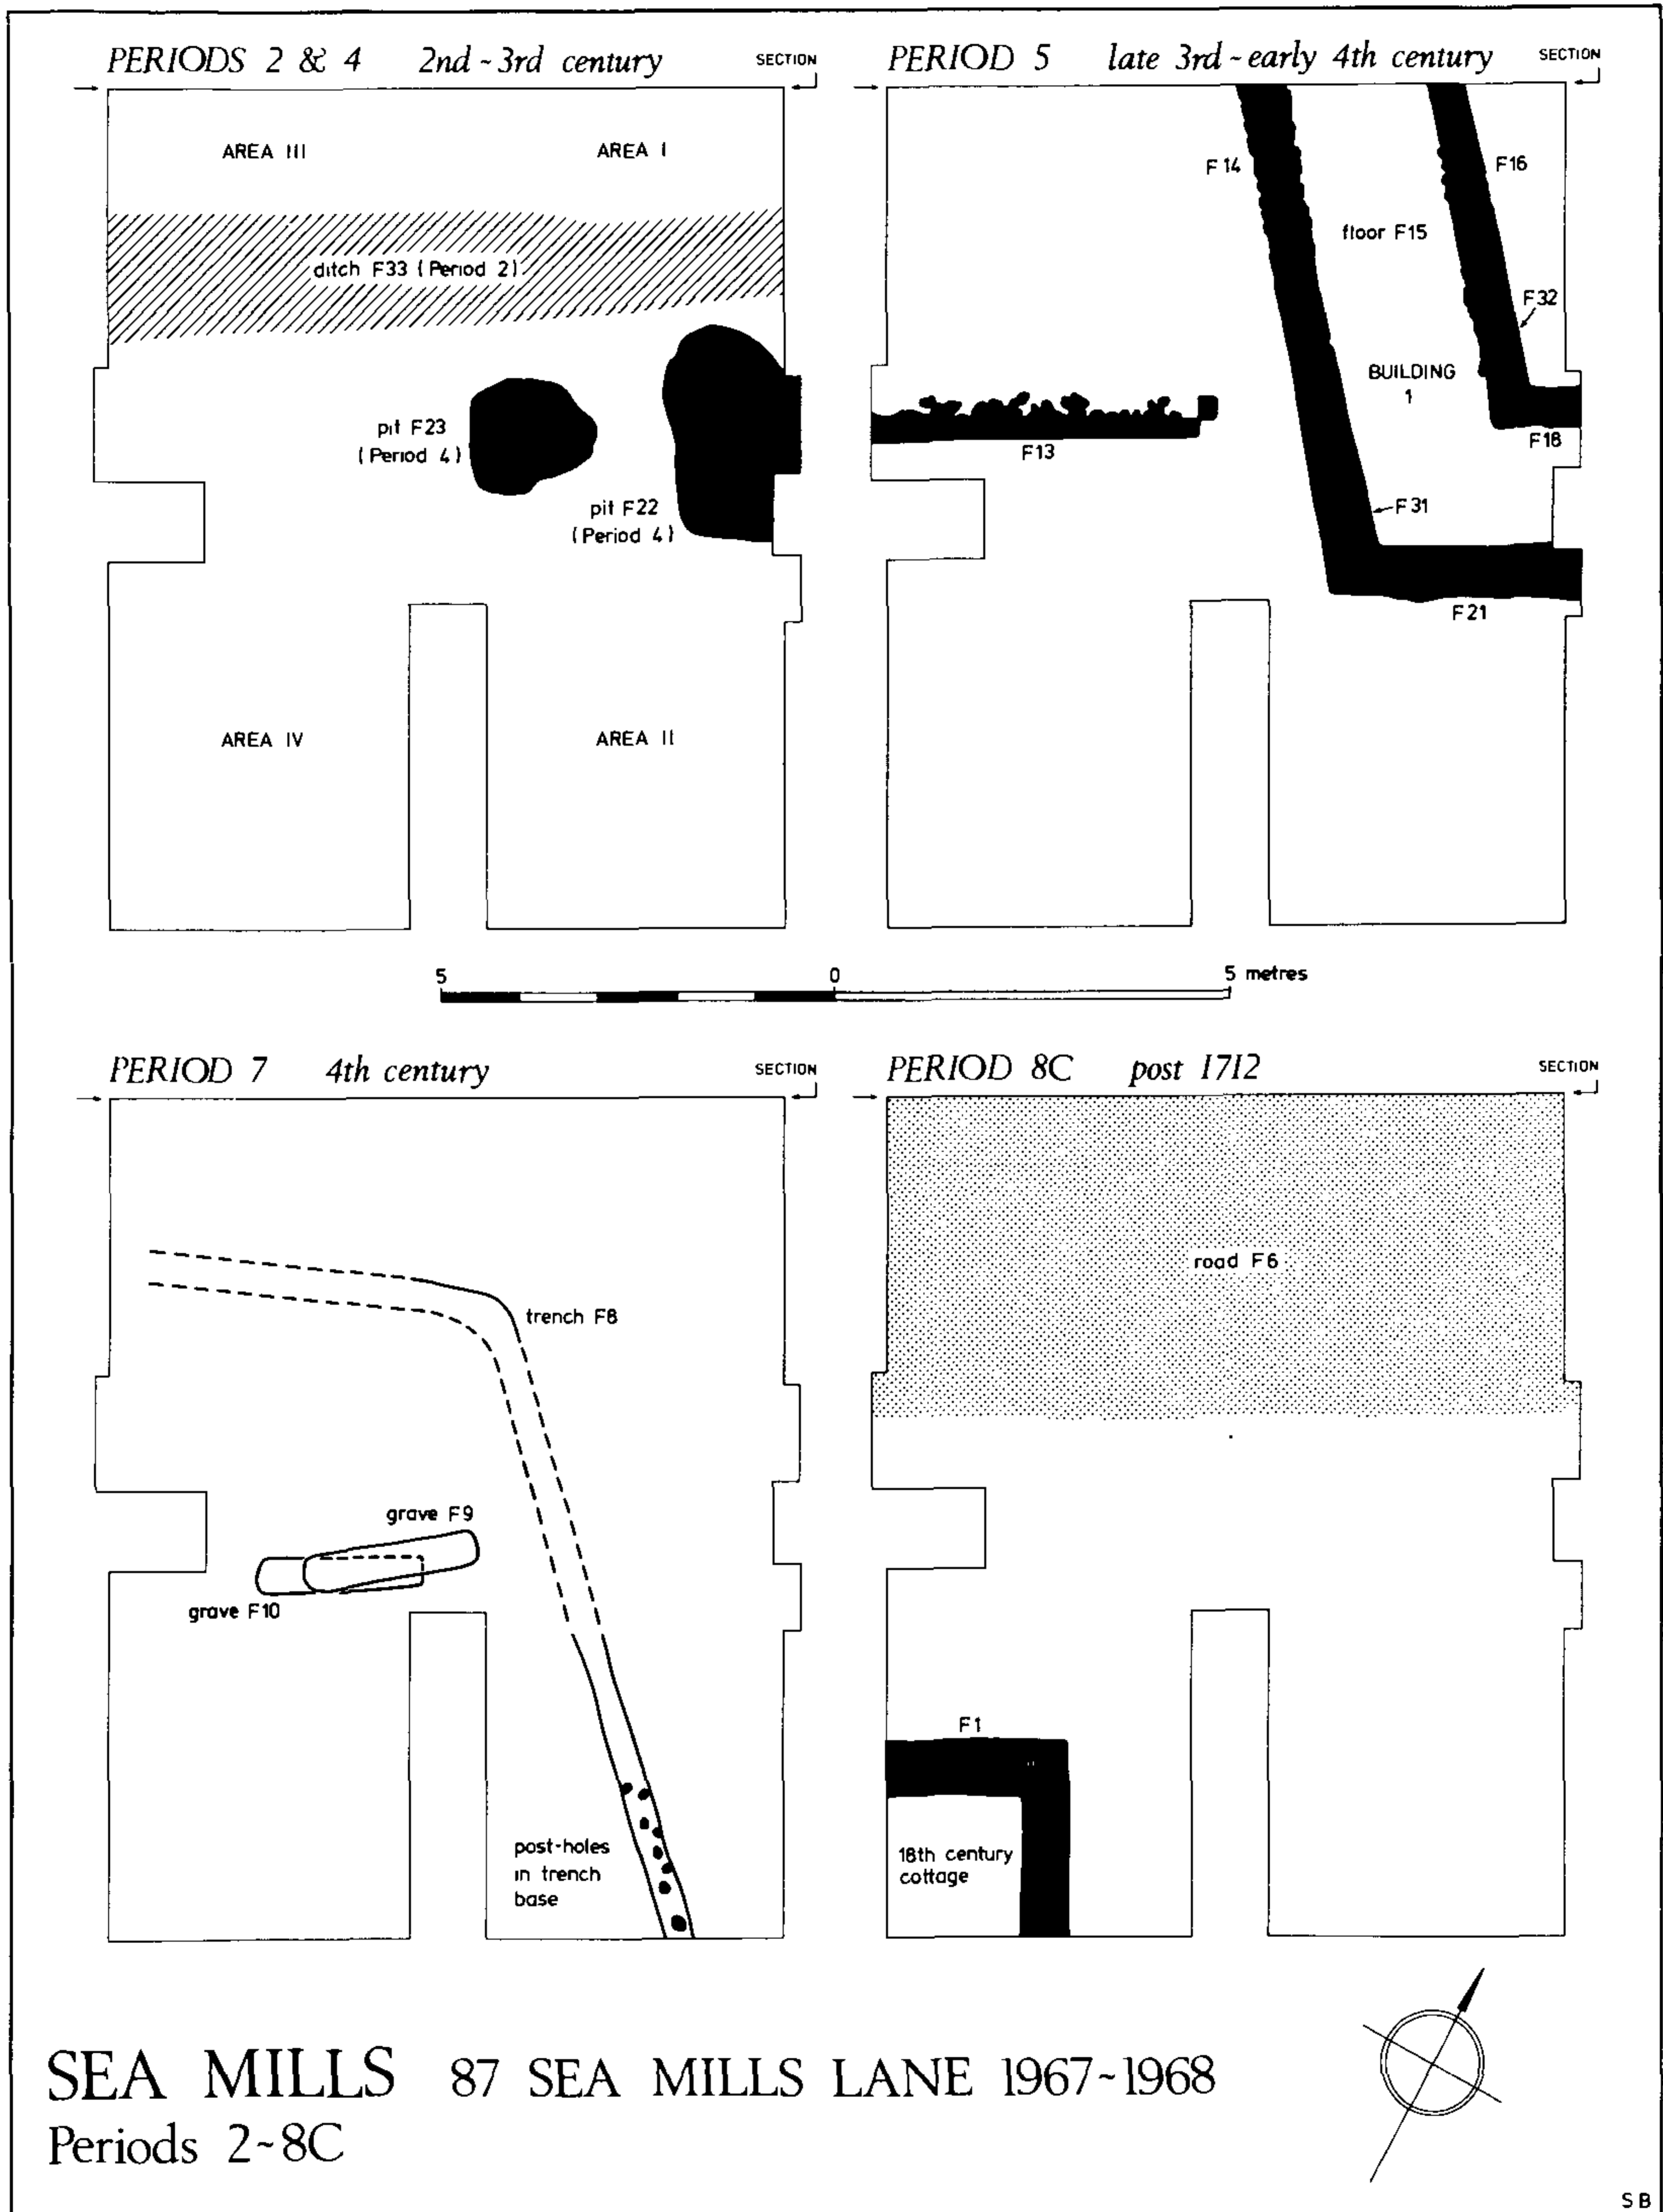 PERIODS 2 & 4 2nd ~ 3rd century
SECTION
AREA III
AREA I
ditch F33 (Period 2)
pit F23
(Period 4)
pit F22
(Period 4)
AREA IV
AREA II
PERIOD 5 late 3rd ~ early 4th century
SECTION
F14
F16
floor F15
F32
BUILDING
1
F18
F13
F31
F21
5 0 5 metres
PERIOD 7 4th century
SECTION
trench F8
grave F9
grave F10
post-holes
in trench
base
PERIOD 8C post 1712
SECTION
road F6
F1
18th century
cottage
SEA MILLS 87 SEA MILLS LANE 1967~1968
Periods 2~8C
SB